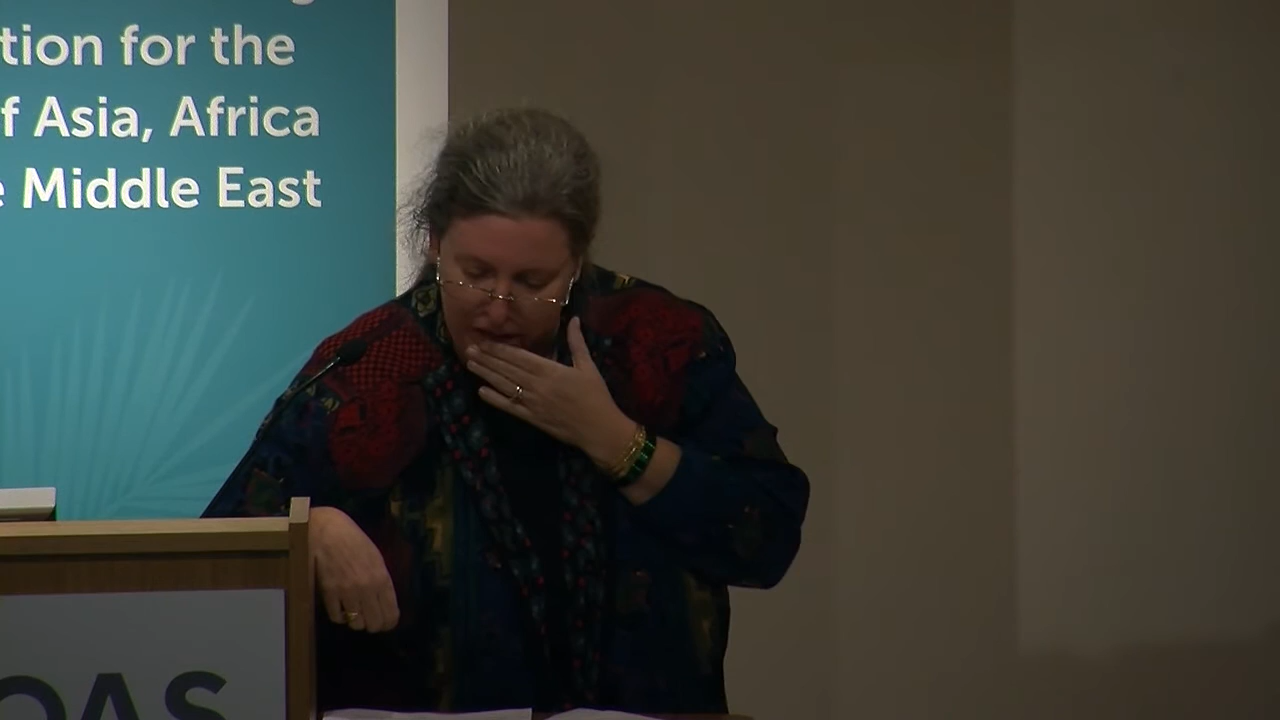 tion for the
f Asia, Africa
e Middle East
OAS